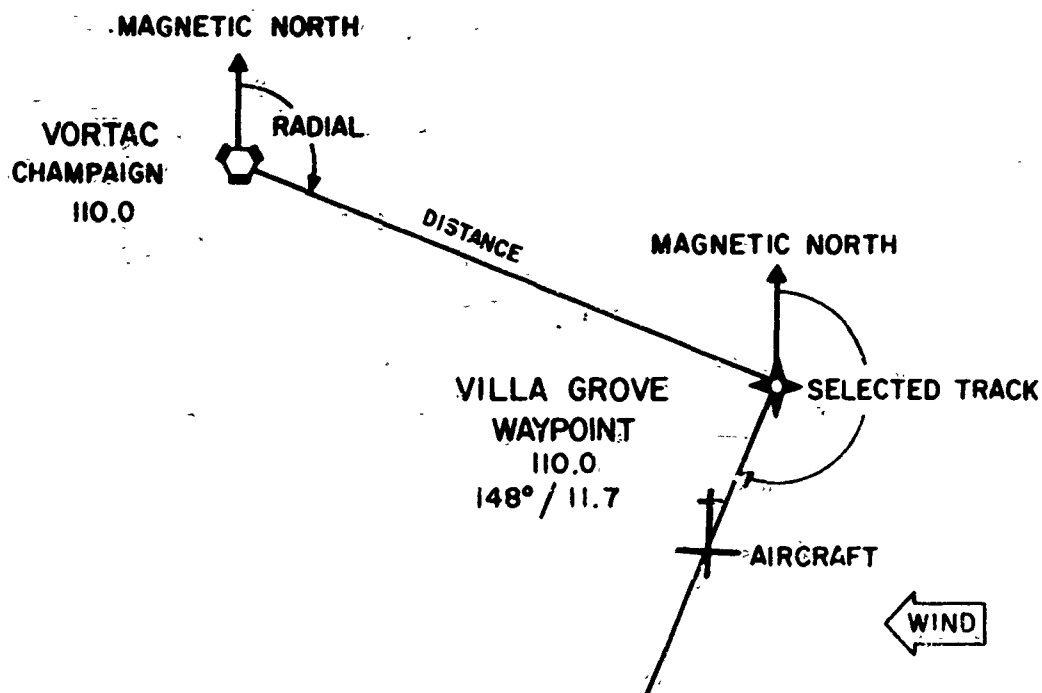 MAGNETIC NORTH
RADIAL
VORTAC
CHAMPAIGN
110.0
DISTANCE
MAGNETIC NORTH
SELECTED TRACK
VILLA GROVE
WAYPOINT
110.0
148°/ 11.7
AIRCRAFT
WIND